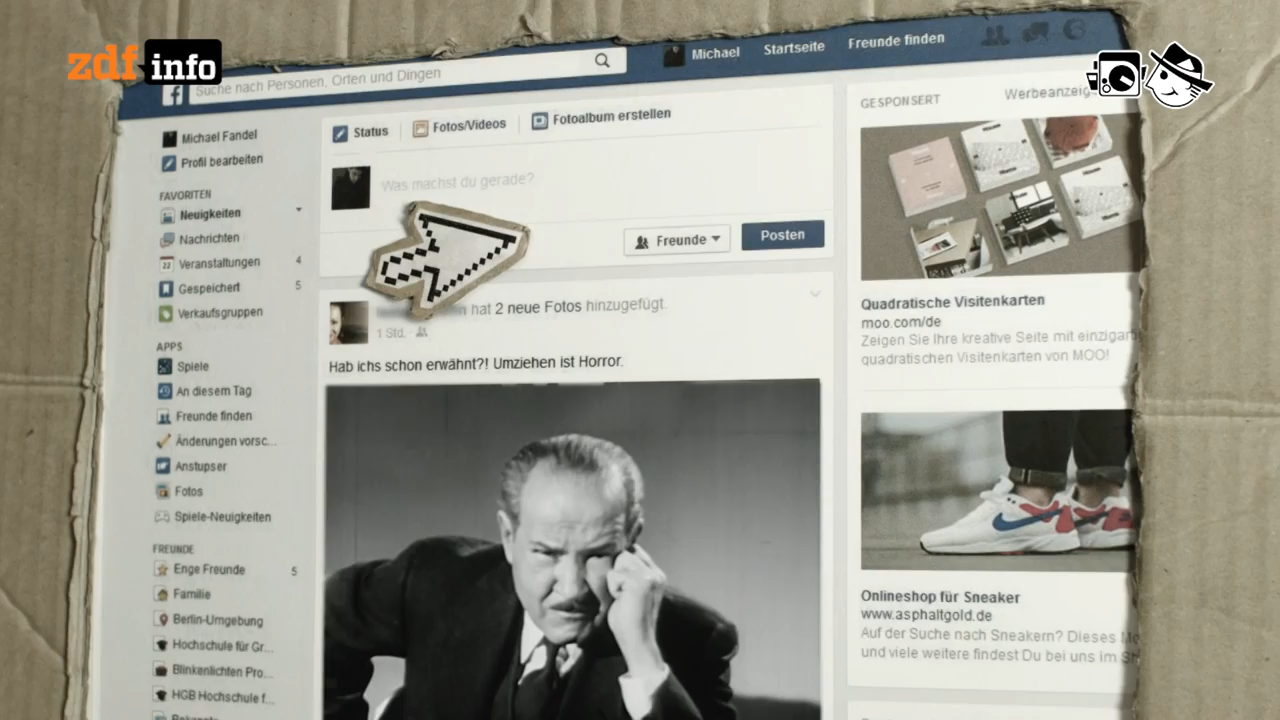 zdf info
Suche nach Personen, Orten und Dingen
Michael
Startseite
Freunde finden
Michael Fandel
Profil bearbeiten
FAVORITEN
Neuigkeiten
Nachrichten
Veranstaltungen 4
Gespeichert 5
Verkaufsgruppen
APPS
Spiele
An diesem Tag
Freunde finden
Änderungen vorsc...
Anstupser
Fotos
Spiele-Neuigkeiten
FREUNDE
Enge Freunde 5
Familie
Berlin-Umgebung
Hochschule für Gr...
Blinkenlichten Pro...
HGB Hochschule f...
Status
Fotos/Videos
Fotoalbum erstellen
Was machst du gerade?
Freunde
Posten
hat 2 neue Fotos hinzugefügt.
1 Std.
Hab ichs schon erwähnt?! Umziehen ist Horror.
GESPONSERT
Quadratische Visitenkarten
moo.com/de
Zeigen Sie Ihre kreative Seite mit
quadratischen Visitenkarten von MOO!
Onlineshop für Sneaker
www.asphaltgold.de
Auf der Suche nach Sneakern? Dieses
und viele weitere findest Du bei uns im